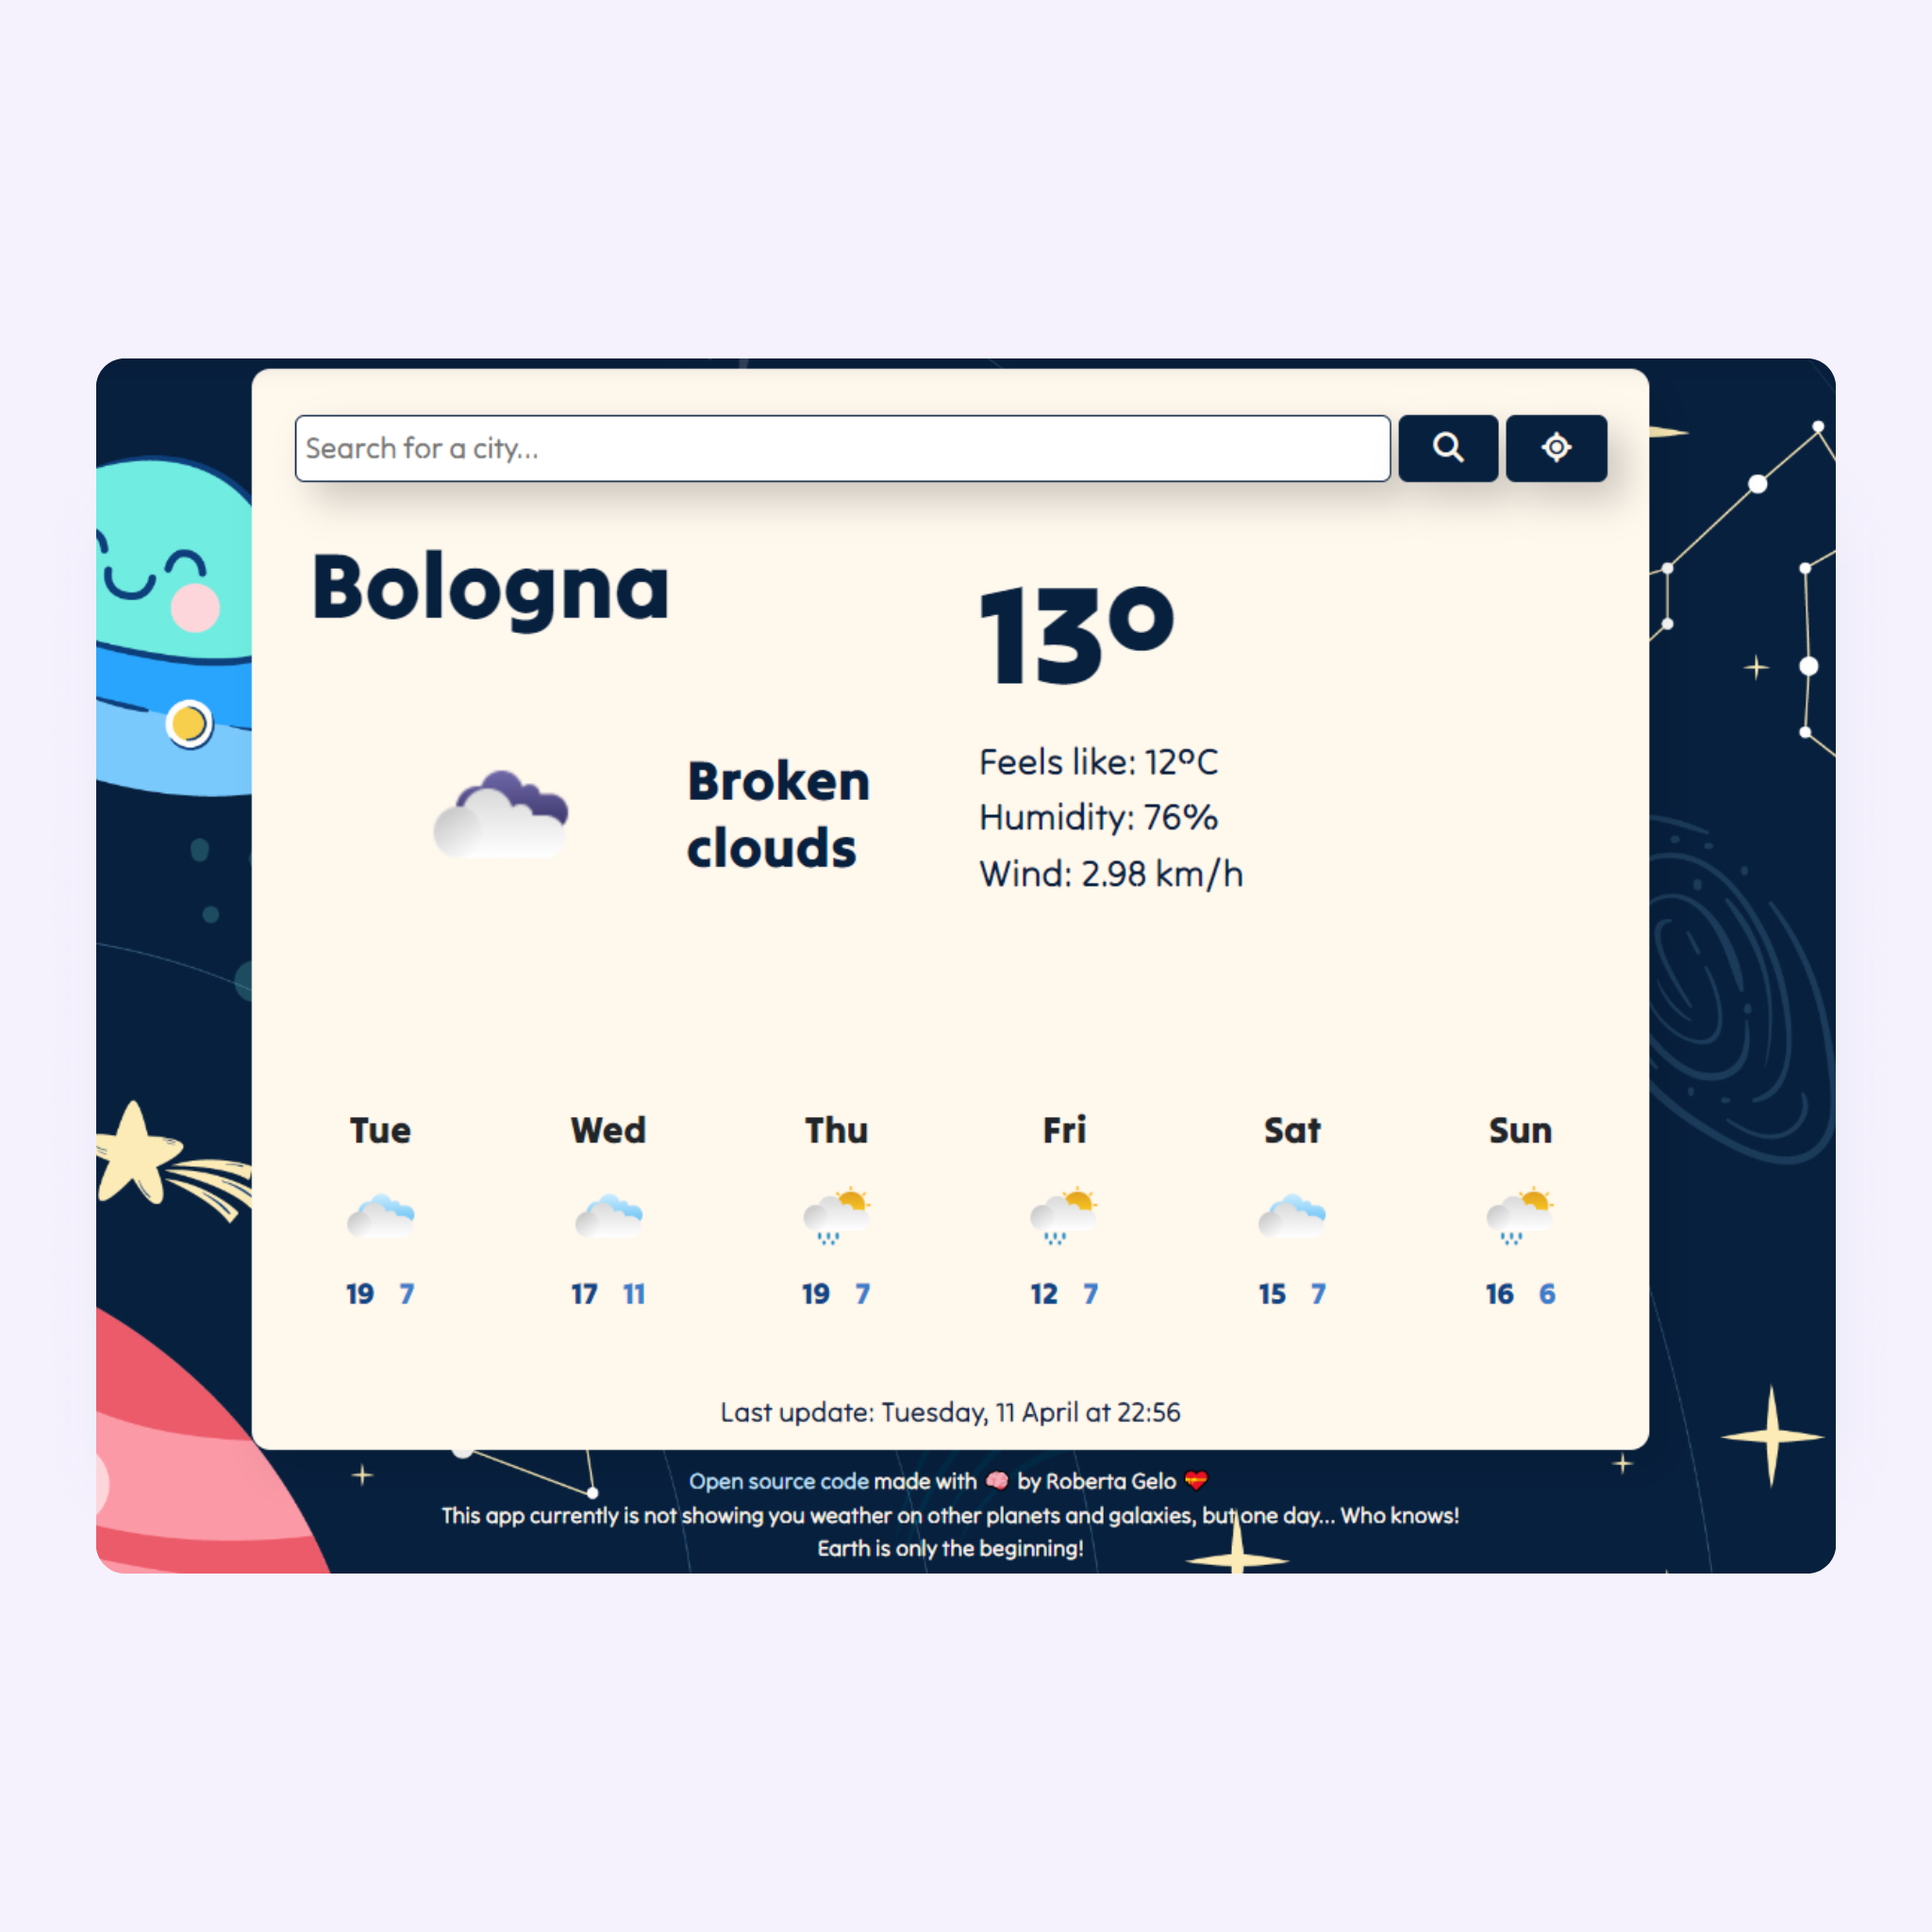 Search for a city...
Bologna
13º
Broken
clouds
Feels like: 12ºC
Humidity: 76%
Wind: 2.98 km/h
Tue Wed Thu Fri Sat Sun
19 7 17 11 19 7 12 7 15 7 16 6
Last update: Tuesday, 11 April at 22:56
Open source code made with 🧠 by Roberta Gelo ❤️
This app currently is not showing you weather on other planets and galaxies, but one day... Who knows!
Earth is only the beginning!